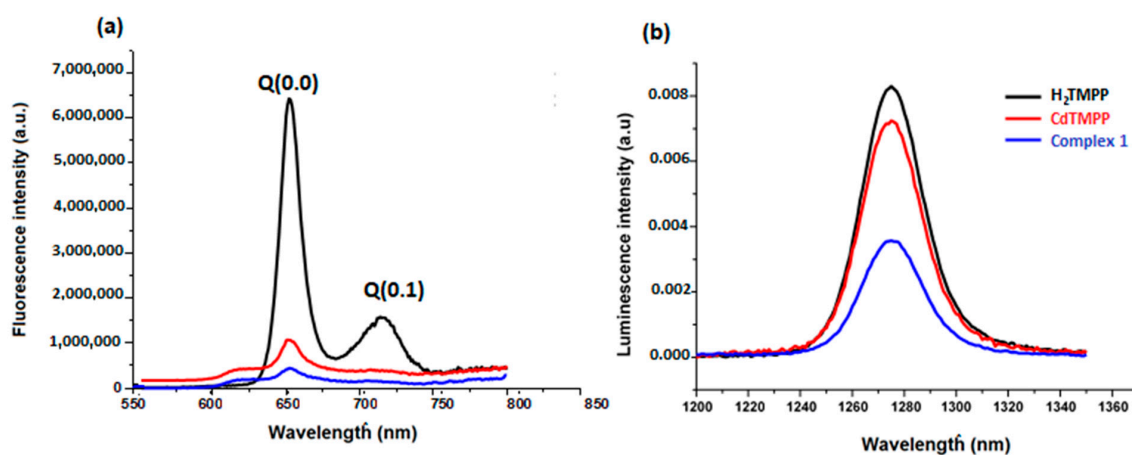 (a)
Q(0.0)
Q(0.1)
Fluorescence intensity (a.u.)
7,000,000
6,000,000
5,000,000
4,000,000
3,000,000
2,000,000
1,000,000
0
550 600 650 700 750 800 850
Wavelength (nm)
(b)
H₂TMPP
CdTMPP
Complex 1
Luminescence intensity (a.u)
0.008
0.006
0.004
0.002
0.000
1200 1220 1240 1260 1280 1300 1320 1340 1360
Wavelength (nm)